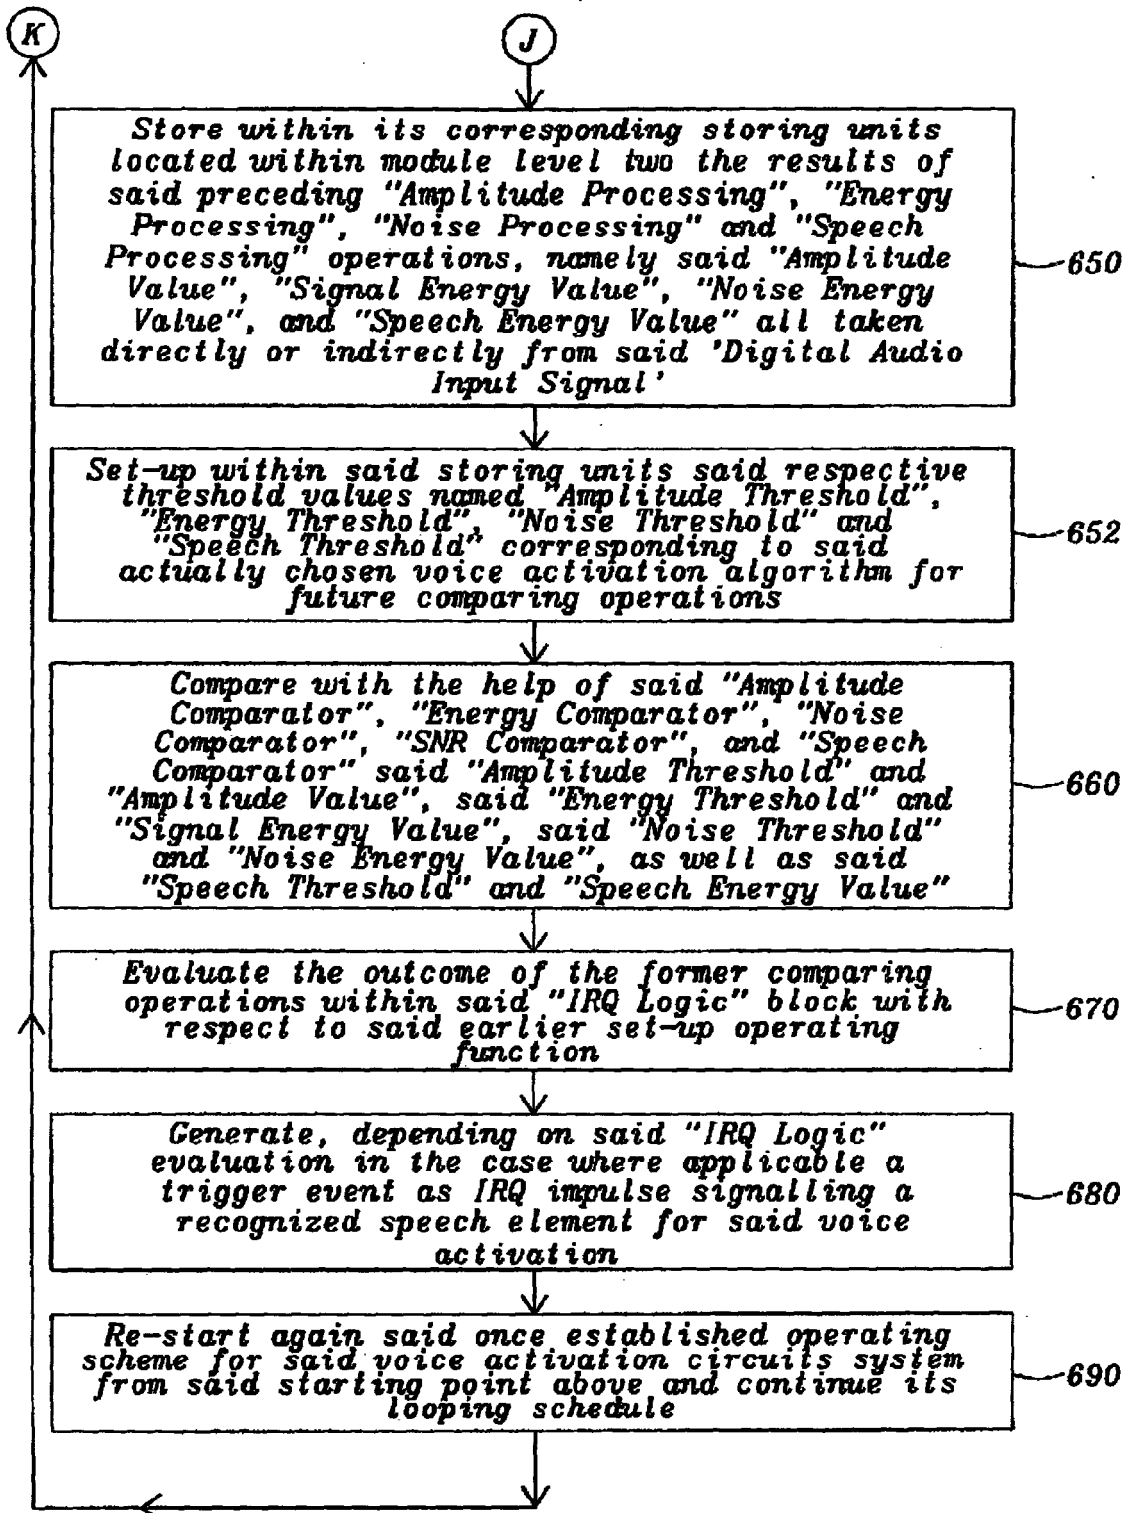 K
J
Store within its corresponding storing units
located within module level two the results of
said preceding "Amplitude Processing", "Energy
Processing", "Noise Processing" and "Speech
Processing" operations, namely said "Amplitude
Value", "Signal Energy Value", "Noise Energy
Value", and "Speech Energy Value" all taken
directly or indirectly from said 'Digital Audio
Input Signal'
650
Set-up within said storing units said respective
threshold values named "Amplitude Threshold",
"Energy Threshold", "Noise Threshold" and
"Speech Threshold" corresponding to said
actually chosen voice activation algorithm for
future comparing operations
652
Compare with the help of said "Amplitude
Comparator", "Energy Comparator", "Noise
Comparator", "SNR Comparator", and "Speech
Comparator" said "Amplitude Threshold" and
"Amplitude Value", said "Energy Threshold" and
"Signal Energy Value", said "Noise Threshold"
and "Noise Energy Value", as well as said
"Speech Threshold" and "Speech Energy Value"
660
Evaluate the outcome of the former comparing
operations within said "IRQ Logic" block with
respect to said earlier set-up operating
function
670
Generate, depending on said "IRQ Logic"
evaluation in the case where applicable a
trigger event as IRQ impulse signalling a
recognized speech element for said voice
activation
680
Re-start again said once established operating
scheme for said voice activation circuits system
from said starting point above and continue its
looping schedule
690